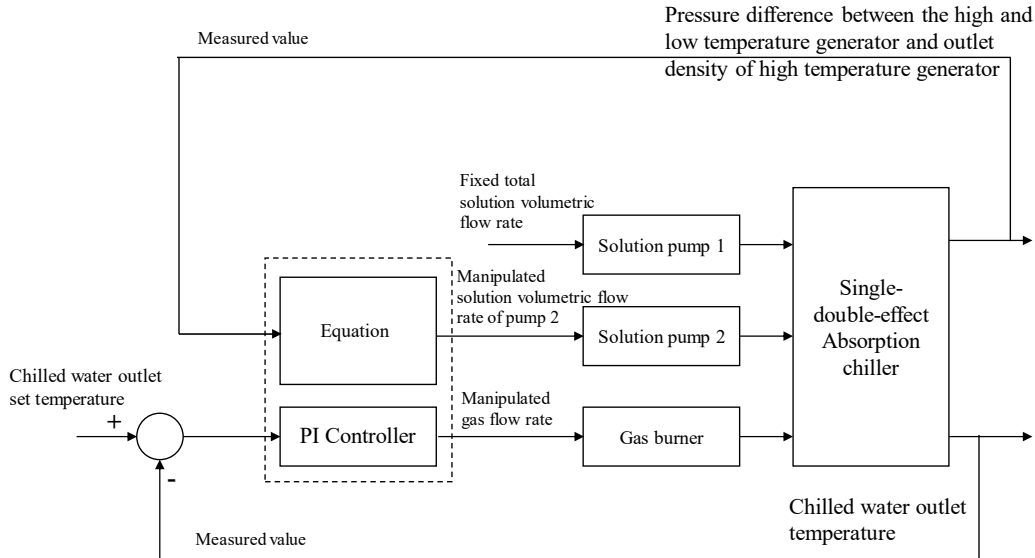 Pressure difference between the high and
low temperature generator and outlet
density of high temperature generator
Measured value
Fixed total
solution volumetric
flow rate
Solution pump 1
Manipulated
solution volumetric flow
rate of pump 2
Equation
Solution pump 2
Single-
double-effect
Absorption
chiller
Chilled water outlet
set temperature
+
-
PI Controller
Manipulated
gas flow rate
Gas burner
Chilled water outlet
temperature
Measured value